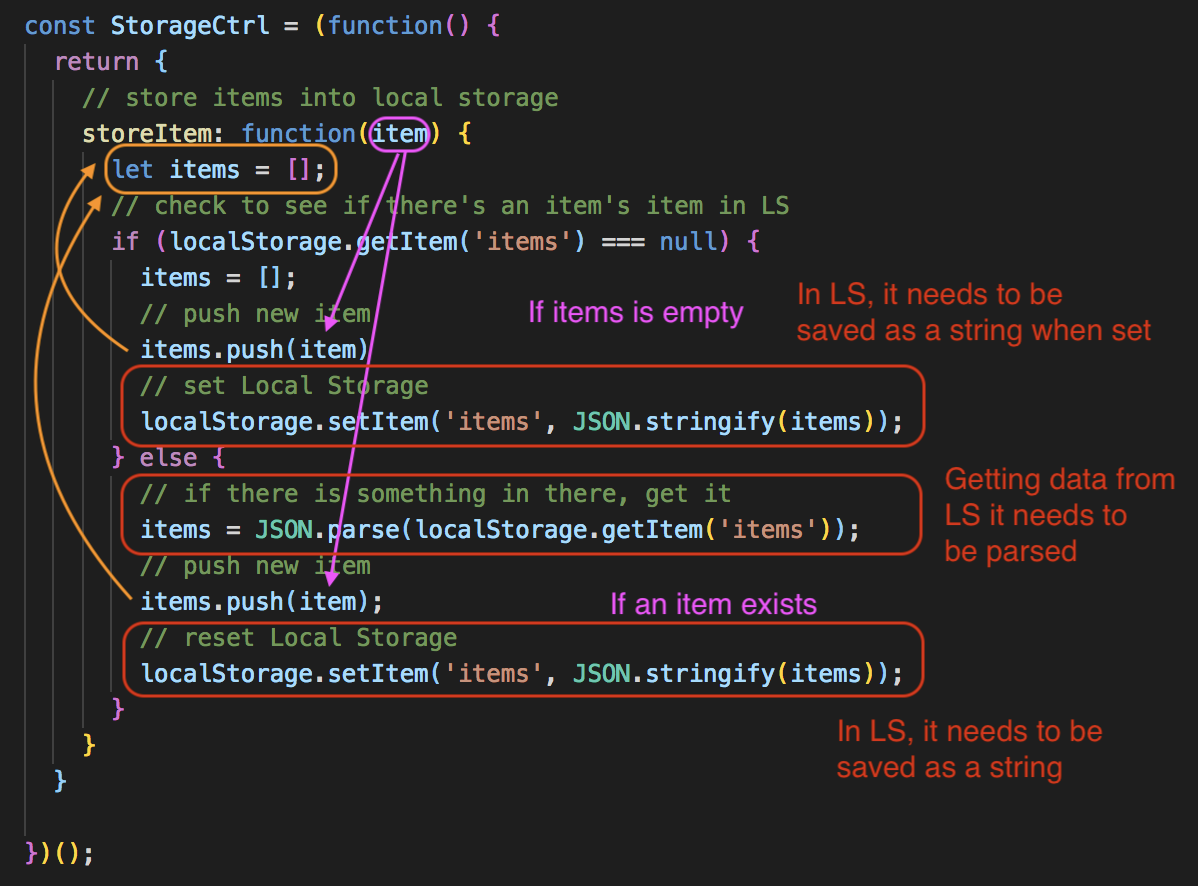 const StorageCtrl = (function() {
return {
// store items into local storage
storeItem: function(item) {
let items = [];
// check to see if there's an item's item in LS
if (localStorage.getItem('items') === null) {
items = [];
// push new item
If items is empty
In LS, it needs to be
saved as a string when set
items.push(item)
// set Local Storage
localStorage.setItem('items', JSON.stringify(items));
} else {
// if there is something in there, get it
items = JSON.parse(localStorage.getItem('items'));
Getting data from
LS it needs to
be parsed
// push new item
items.push(item);
If an item exists
// reset Local Storage
localStorage.setItem('items', JSON.stringify(items));
}
In LS, it needs to be
saved as a string
}
}
})();